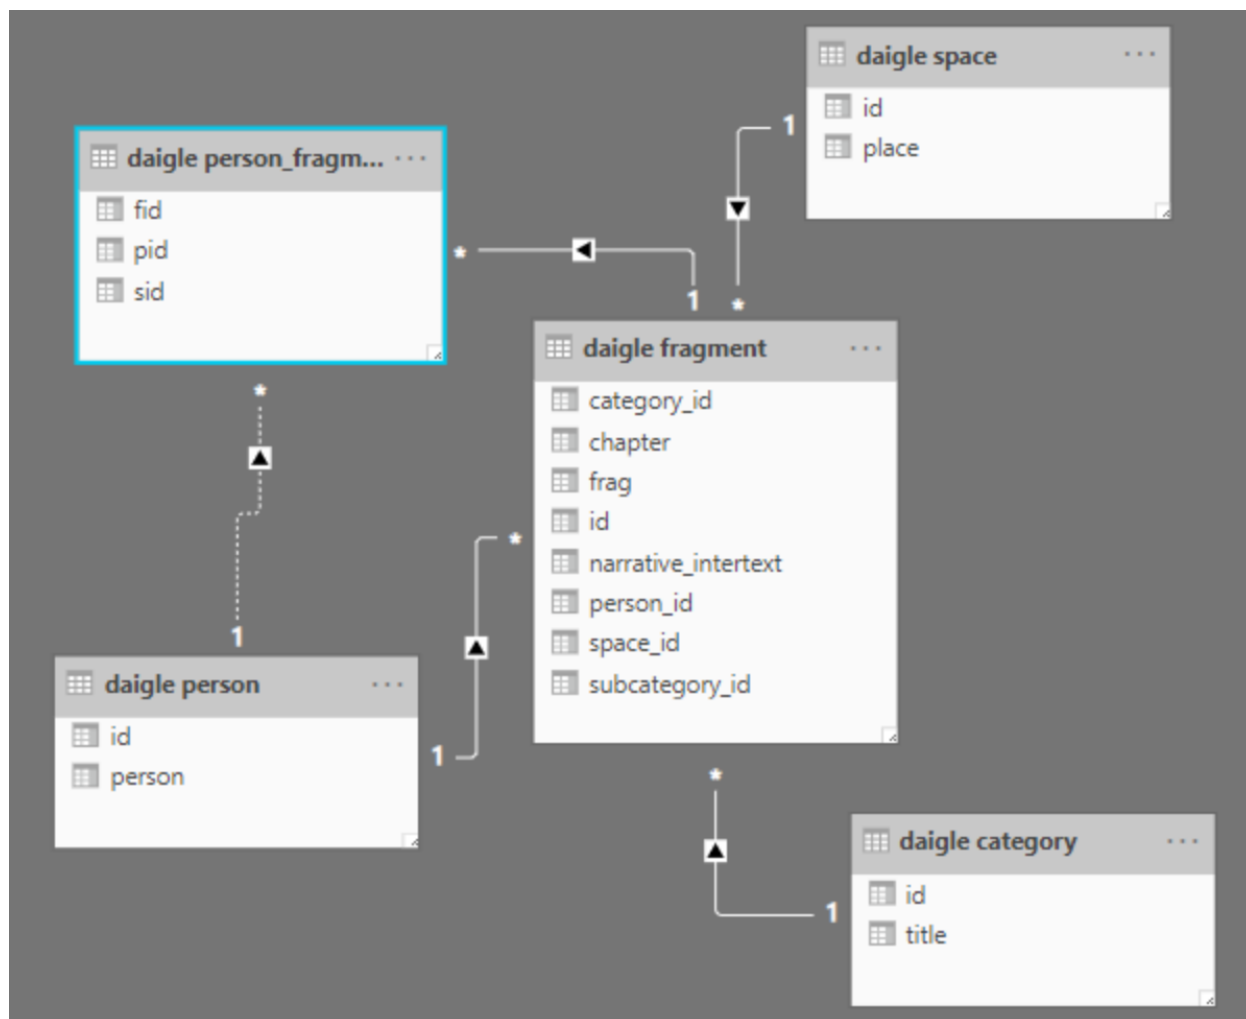 daigle space
id
place
1
daigle person_fragm...
fid
pid
sid
*
1
*
daigle fragment
category_id
chapter
frag
id
narrative_intertext
person_id
space_id
subcategory_id
*
1
*
daigle person
id
person
1
*
daigle category
id
title
1